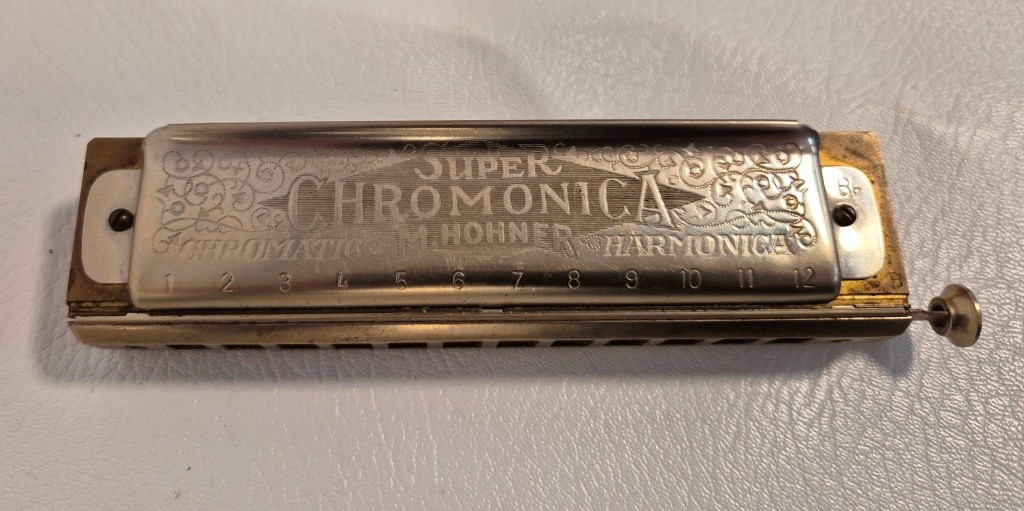 SUPER
CHROMONICA
CHROMATIC M. HOHNER HARMONICA
1 2 3 4 5 6 7 8 9 10 11 12